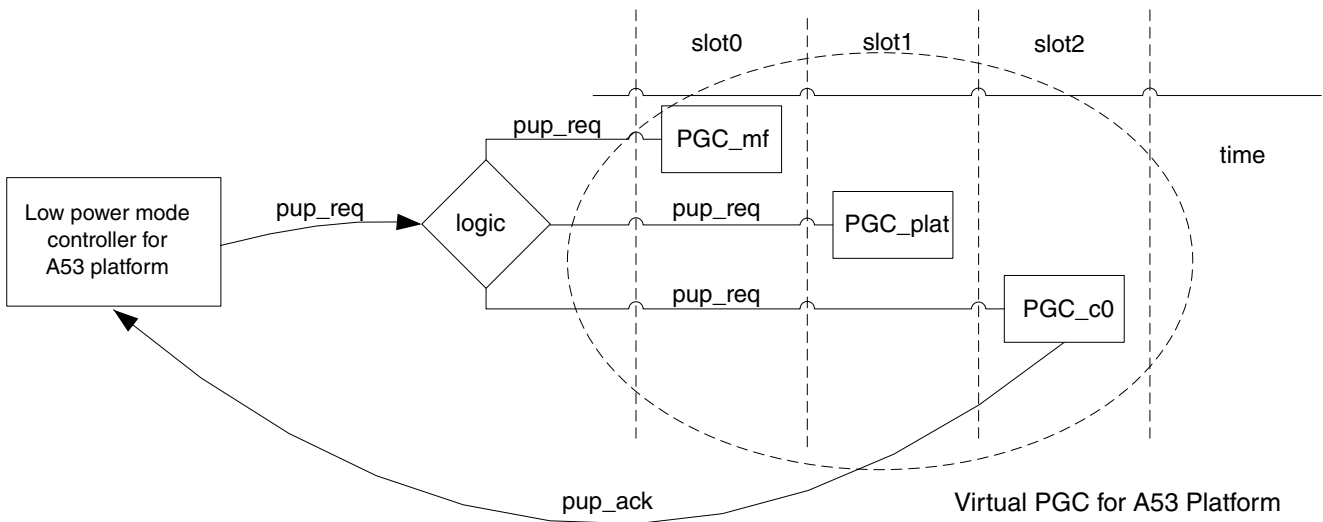 slot0
slot1
slot2
pup_req
PGC_mf
time
Low power mode
controller for
A53 platform
pup_req
logic
pup_req
PGC_plat
pup_req
PGC_c0
pup_ack
Virtual PGC for A53 Platform